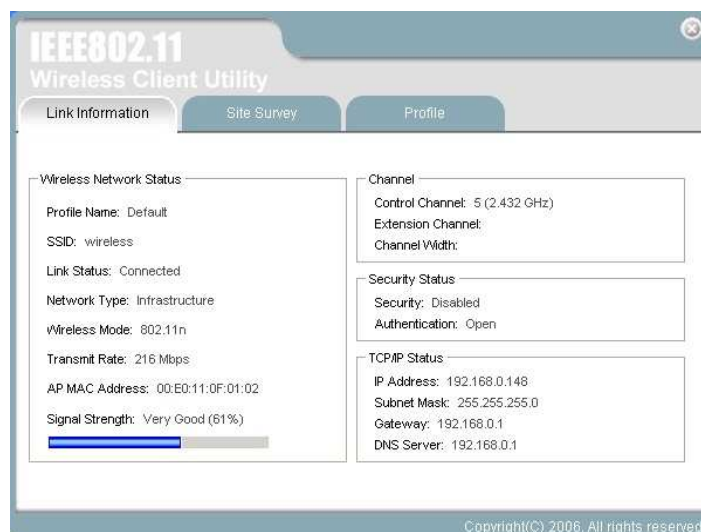 IEEE802.11
Wireless Client Utility
Link Information
Site Survey
Profile
Wireless Network Status
Profile Name: Default
SSID: wireless
Link Status: Connected
Network Type: Infrastructure
Wireless Mode: 802.11n
Transmit Rate: 216 Mbps
AP MAC Address: 00:E0:11:0F:01:02
Signal Strength: Very Good (61%)
Channel
Control Channel: 5 (2.432 GHz)
Extension Channel:
Channel Width:
Security Status
Security: Disabled
Authentication: Open
TCP/IP Status
IP Address: 192.168.0.148
Subnet Mask: 255.255.255.0
Gateway: 192.168.0.1
DNS Server: 192.168.0.1
Copyright(C) 2006. All rights reserved